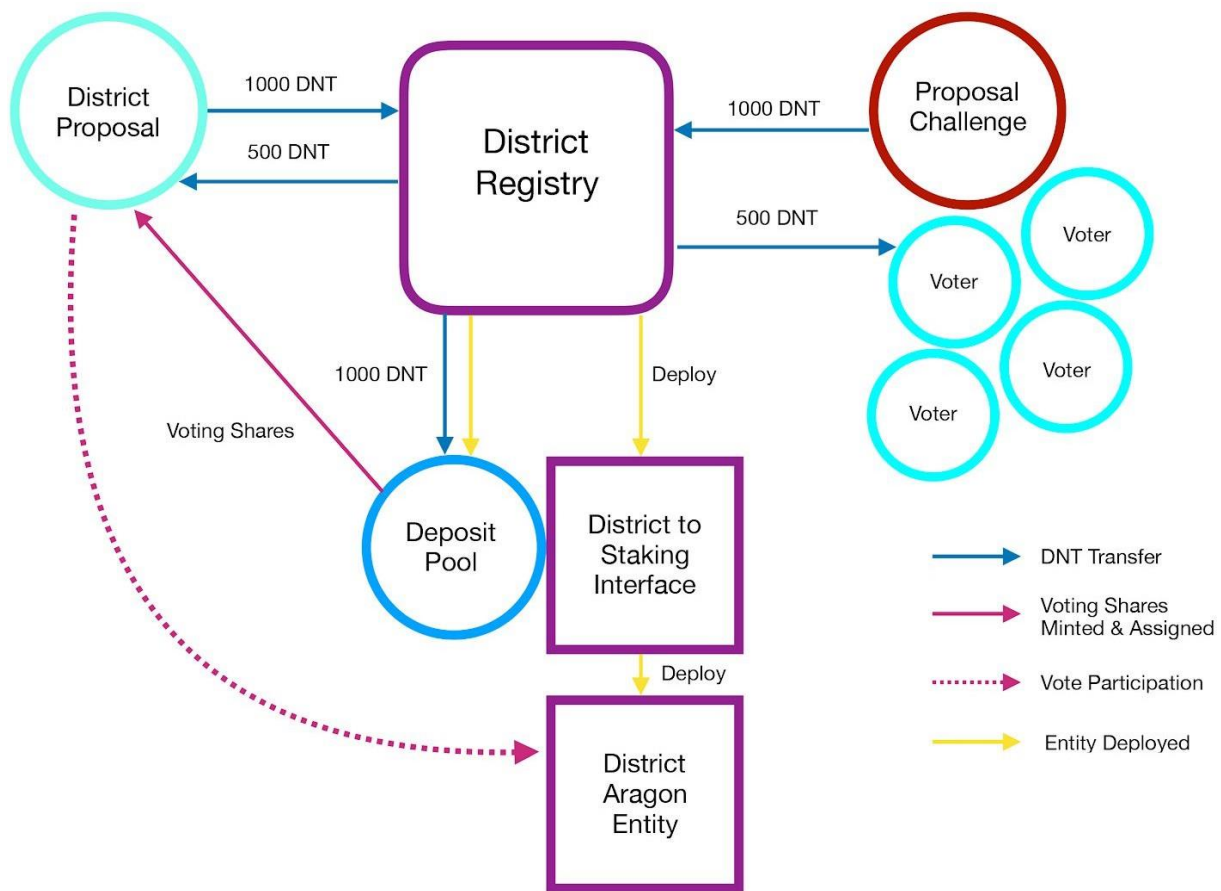 District
Proposal
1000 DNT
500 DNT
District
Registry
1000 DNT
Proposal
Challenge
500 DNT
Voter
Voter
Voter
Voter
1000 DNT
Deploy
Voting Shares
Deposit
Pool
District to
Staking
Interface
Deploy
District
Aragon
Entity
DNT Transfer
Voting Shares
Minted & Assigned
Vote Participation
Entity Deployed